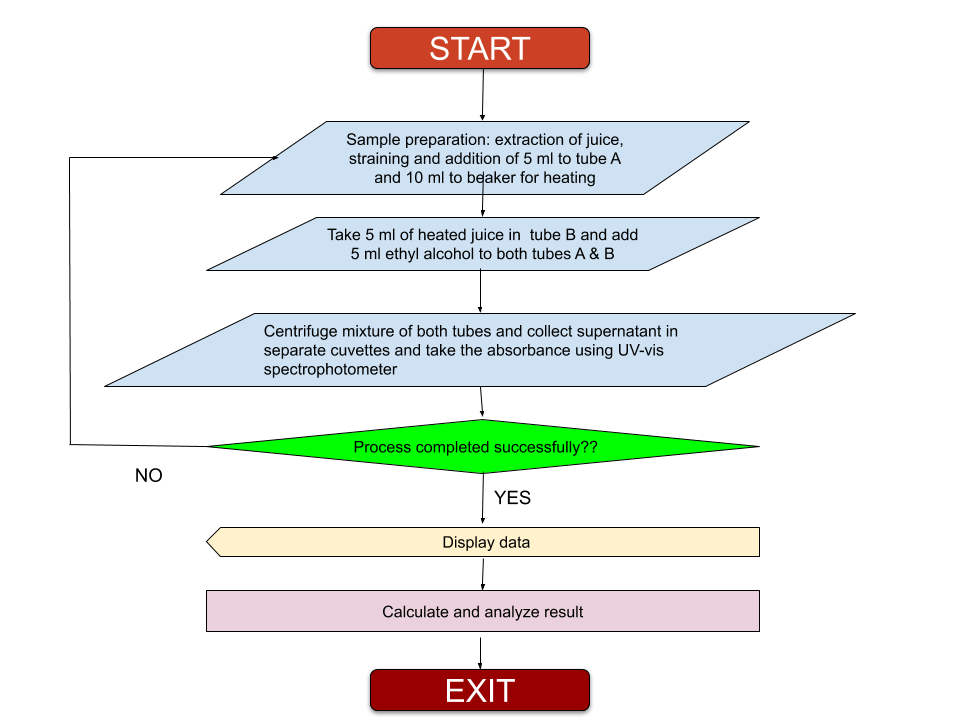 START
Sample preparation: extraction of juice,
straining and addition of 5 ml to tube A
and 10 ml to beaker for heating
Take 5 ml of heated juice in  tube B and add
5 ml ethyl alcohol to both tubes A & B
Centrifuge mixture of both tubes and collect supernatant in
separate cuvettes and take the absorbance using UV-vis
spectrophotometer
Process completed successfully??
NO
YES
Display data
Calculate and analyze result
EXIT